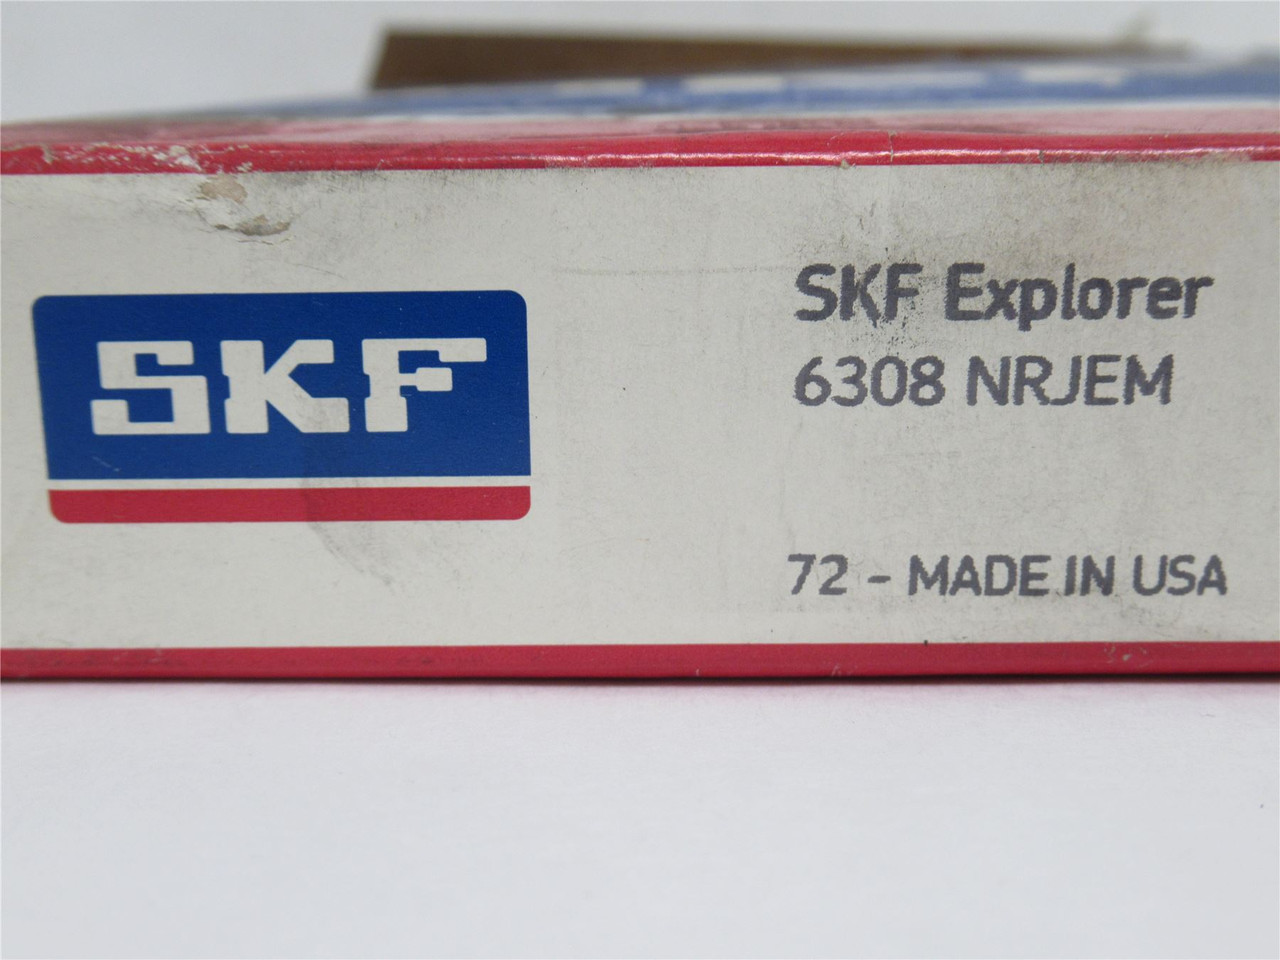 SKF
SKF Explorer
6308 NRJEM
72 - MADE IN USA